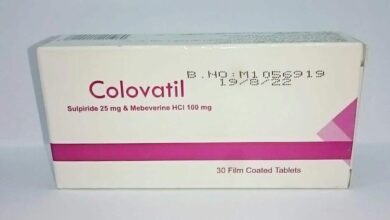 B.NO:M1056919
19/8/22
Colovatil
Sulpiride 25 mg & Mebeverine HCl 100 mg
30 Film Coated Tablets